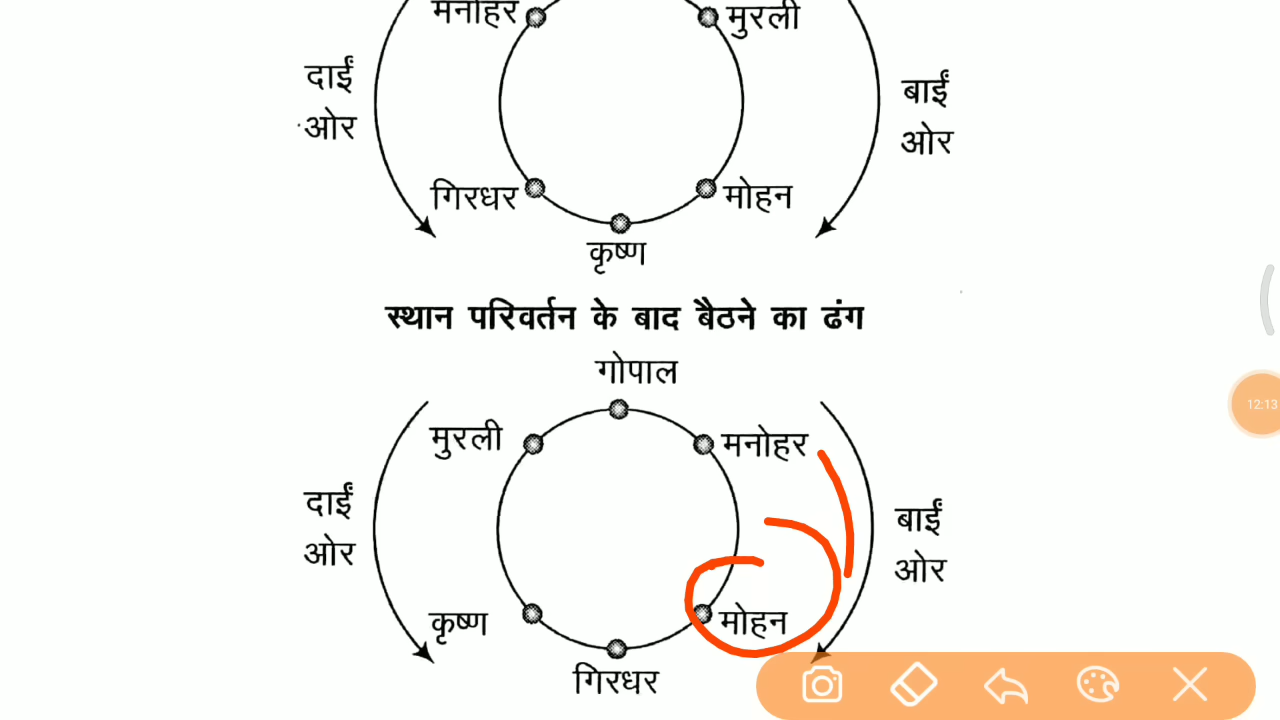 मनोहर मुरली
दाईं ओर
बाईं ओर
गिरधर मोहन
कृष्ण
स्थान परिवर्तन के बाद बैठने का ढंग
गोपाल
मुरली मनोहर
दाईं ओर
बाईं ओर
कृष्ण मोहन
गिरधर
12:13